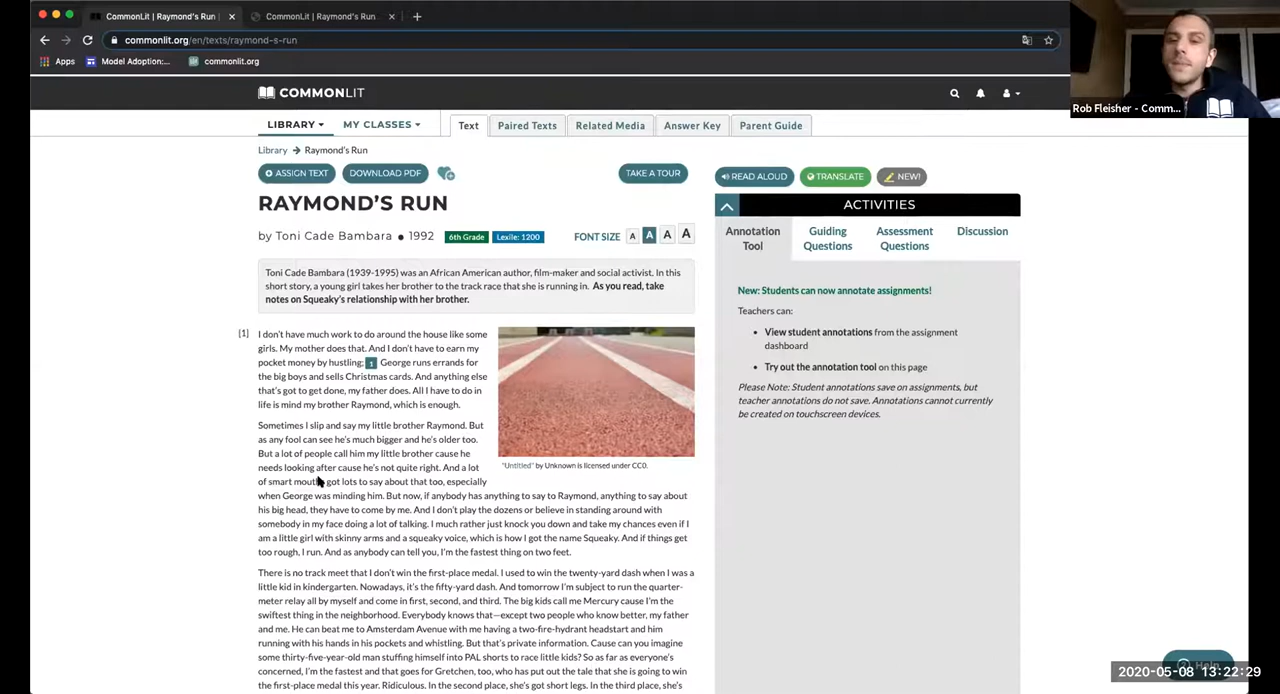 CommonLit | Raymond's Run
CommonLit | Raymond's Run
commonlit.org/en/texts/raymond-s-run
Apps
Model Adoption:...
commonlit.org
Rob Fleisher - Comm...
COMMONLIT
LIBRARY
MY CLASSES
Text
Paired Texts
Related Media
Answer Key
Parent Guide
Library → Raymond's Run
ASSIGN TEXT
DOWNLOAD PDF
TAKE A TOUR
READ ALOUD
TRANSLATE
NEW!
RAYMOND'S RUN
by Toni Cade Bambara ● 1992
6th Grade
Lexile: 1200
FONT SIZE A A A A
Toni Cade Bambara (1939-1995) was an African American author, film-maker and social activist. In this
short story, a young girl takes her brother to the track race that she is running in. As you read, take
notes on Squeaky's relationship with her brother.
[1] I don't have much work to do around the house like some
girls. My mother does that. And I don't have to earn my
pocket money by hustling; 1 George runs errands for
the big boys and sells Christmas cards. And anything else
that's got to get done, my father does. All I have to do in
life is mind my brother Raymond, which is enough.
Sometimes I slip and say my little brother Raymond. But
as any fool can see he's much bigger and he's older too.
But a lot of people call him my little brother cause he
needs looking after cause he's not quite right. And a lot
of smart mouths got lots to say about that too, especially
when George was minding him. But now, if anybody has anything to say to Raymond, anything to say about
his big head, they have to come by me. And I don't play the dozens or believe in standing around with
somebody in my face doing a lot of talking. I much rather just knock you down and take my chances even if I
am a little girl with skinny arms and a squeaky voice, which is how I got the name Squeaky. And if things get
too rough, I run. And as anybody can tell you, I'm the fastest thing on two feet.
"Untitled" by Unknown is licensed under CC0.
There is no track meet that I don't win the first-place medal. I used to win the twenty-yard dash when I was a
little kid in kindergarten. Nowadays, it's the fifty-yard dash. And tomorrow I'm subject to run the quarter-
meter relay all by myself and come in first, second, and third. The big kids call me Mercury cause I'm the
swiftest thing in the neighborhood. Everybody knows that—except two people who know better, my father
and me. He can beat me to Amsterdam Avenue with me having a two-fire-hydrant headstart and him
running with his hands in his pockets and whistling. But that's private information. Cause can you imagine
some thirty-five-year-old man stuffing himself into PAL shorts to race little kids? So as far as everyone's
concerned, I'm the fastest and that goes for Gretchen, too, who has put out the tale that she is going to win
the first-place medal this year. Ridiculous. In the second place, she's got short legs. In the third place, she's
ACTIVITIES
Annotation
Tool
Guiding
Questions
Assessment
Questions
Discussion
New: Students can now annotate assignments!
Teachers can:
• View student annotations from the assignment
dashboard
• Try out the annotation tool on this page
Please Note: Student annotations save on assignments, but
teacher annotations do not save. Annotations cannot currently
be created on touchscreen devices.
Help
2020-05-08 13:22:29